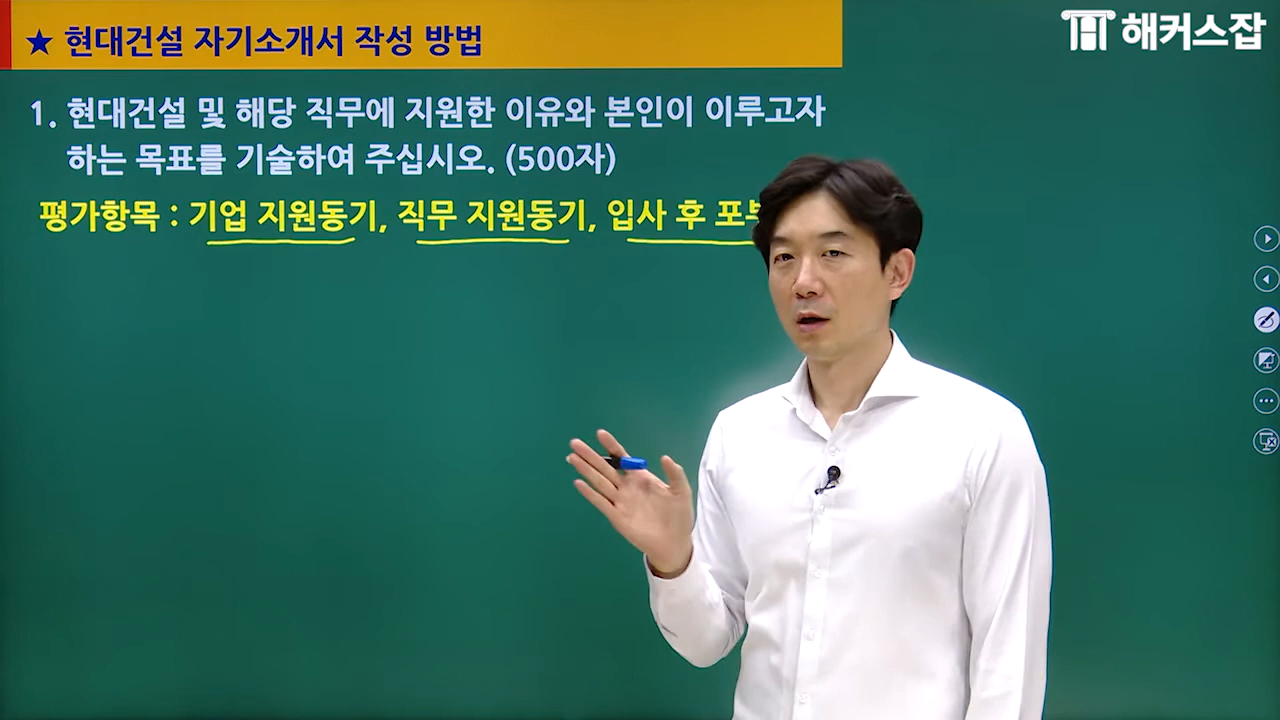 ★ 현대건설 자기소개서 작성 방법
해커스잡
1. 현대건설 및 해당 직무에 지원한 이유와 본인이 이루고자
하는 목표를 기술하여 주십시오. (500자)
평가항목 : 기업 지원동기, 직무 지원동기, 입사 후